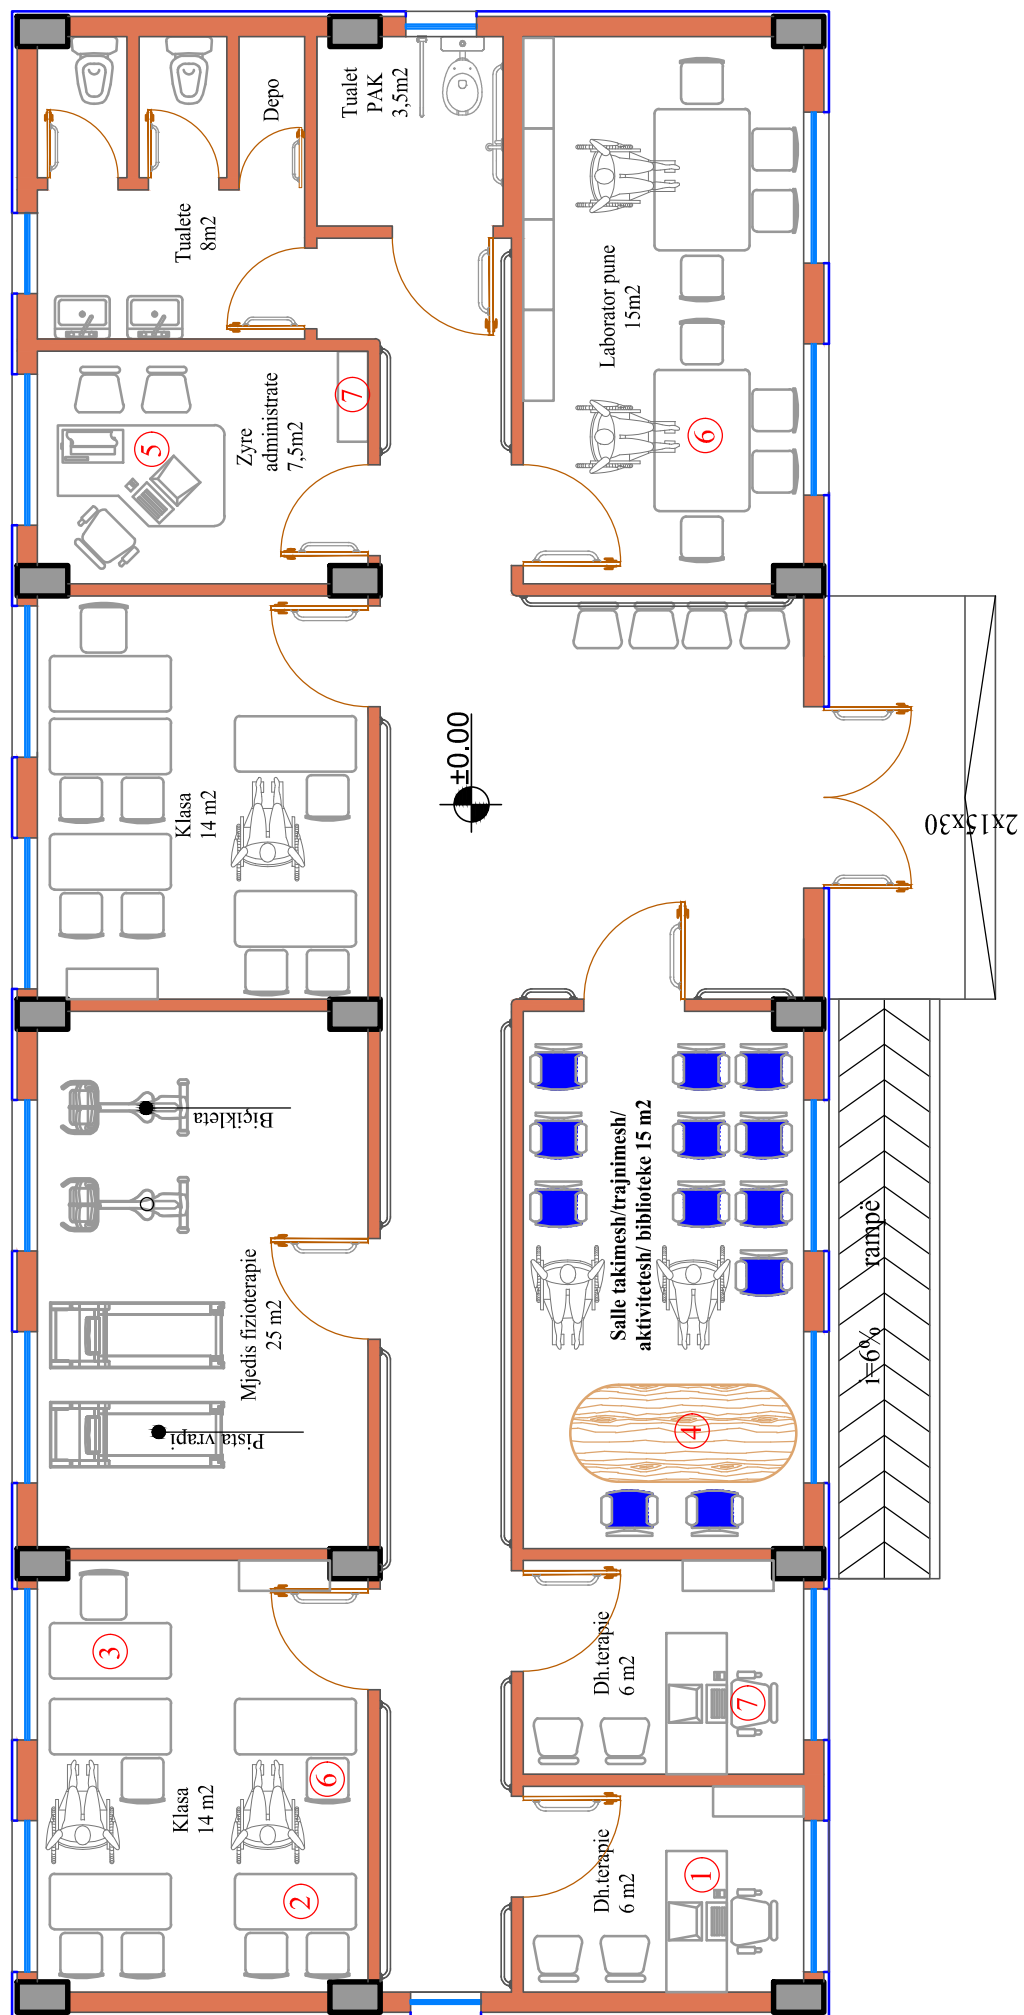 Depo
Tualet
PAK
3,5m2
Tualete
8m2
Laborator pune
15m2
Zyre
administrate
7,5m2
7
5
6
Klasa
14 m2
±0.00
2x15x30
Biçikleta
Mjedis fizioterapie
25 m2
Pista vrapi
Salle takimesh/trajnimesh/
aktivitetesh/ biblioteke 15 m2
4
rampë
i=6%
3
Klasa
14 m2
6
2
Dh.terapie
6 m2
7
Dh.terapie
6 m2
1